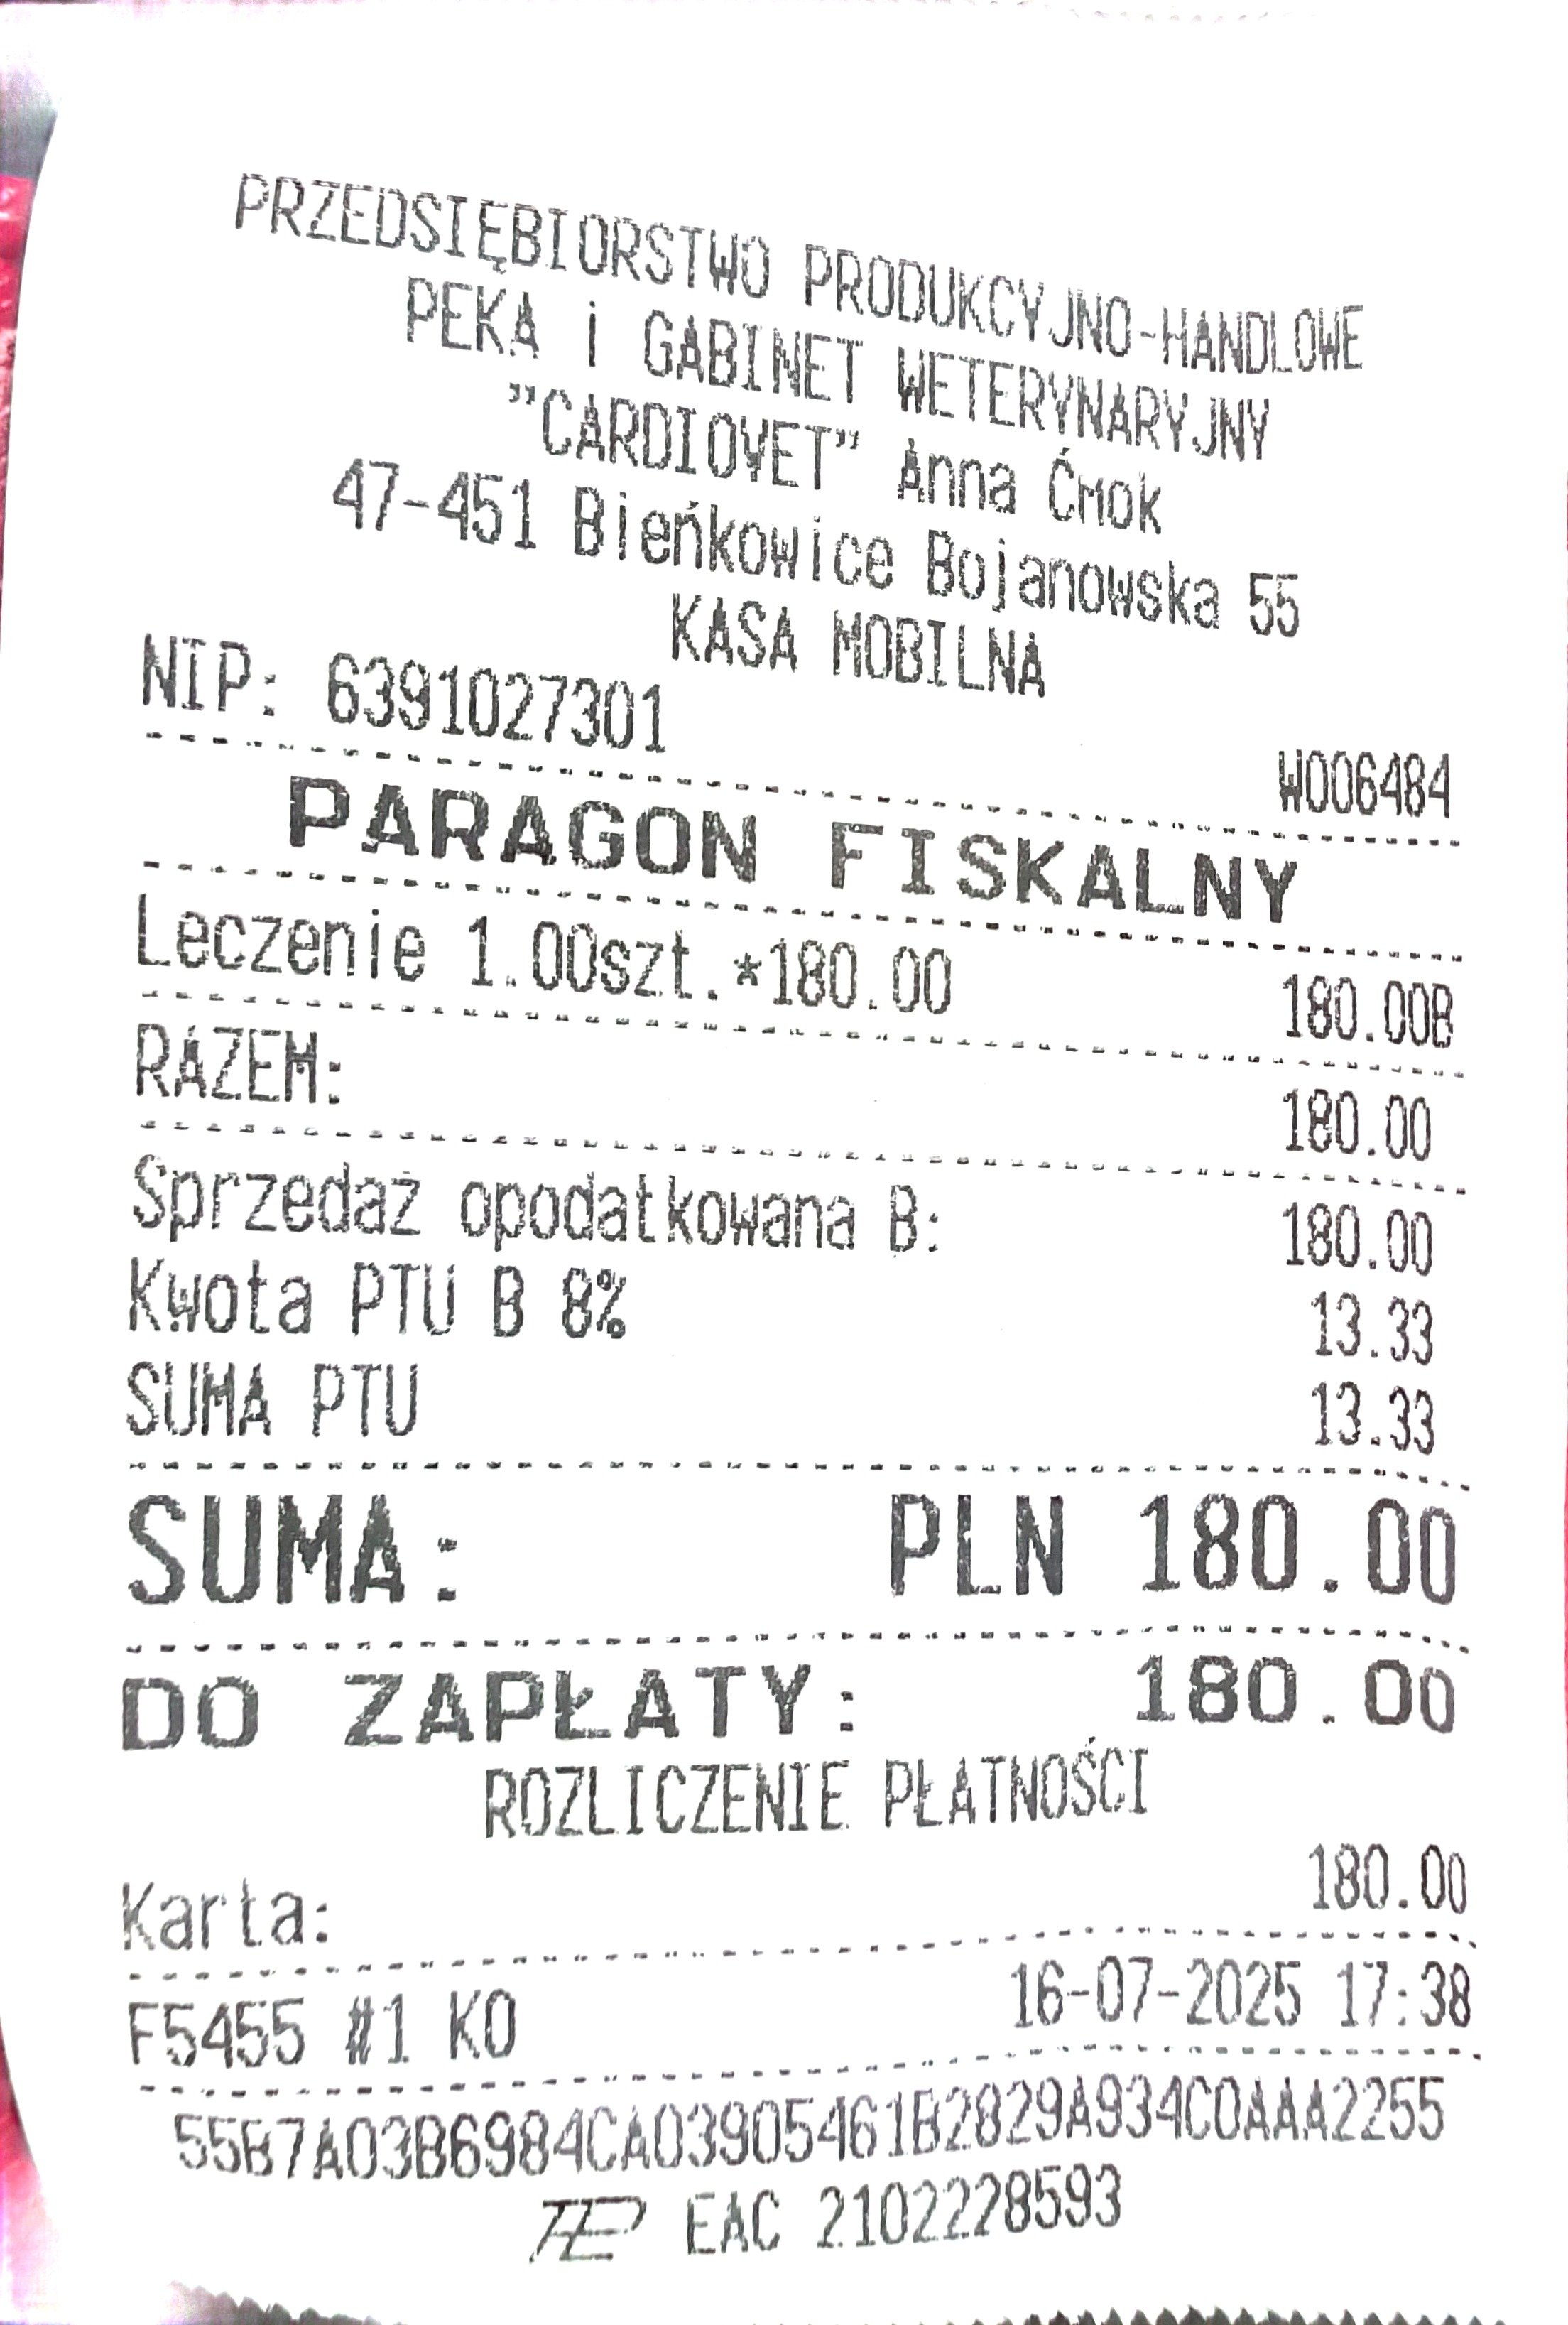 PRZEDSIĘBIORSTWO PRODUKCYJNO-HANDLOWE
PEKA i GABINET WETERYNARYJNY
"CARDIOVET" Anna Ćmok
47-451 Bieńkowice Bojanowska 55
KASA MOBILNA
NIP: 6391027301
W006484
PARAGON FISKALNY
Leczenie 1.00szt.*180.00 180.00B
RAZEM: 180.00
Sprzedaż opodatkowana B: 180.00
Kwota PTU B 8% 13.33
SUMA PTU 13.33
SUMA: PLN 180.00
DO ZAPŁATY: 180.00
ROZLICZENIE PŁATNOŚCI
Karta: 180.00
F5455 #1 KO 16-07-2025 17:38
55B7A03B6984CA03905461B2829A934C0AAA2255
EAC 2102228593